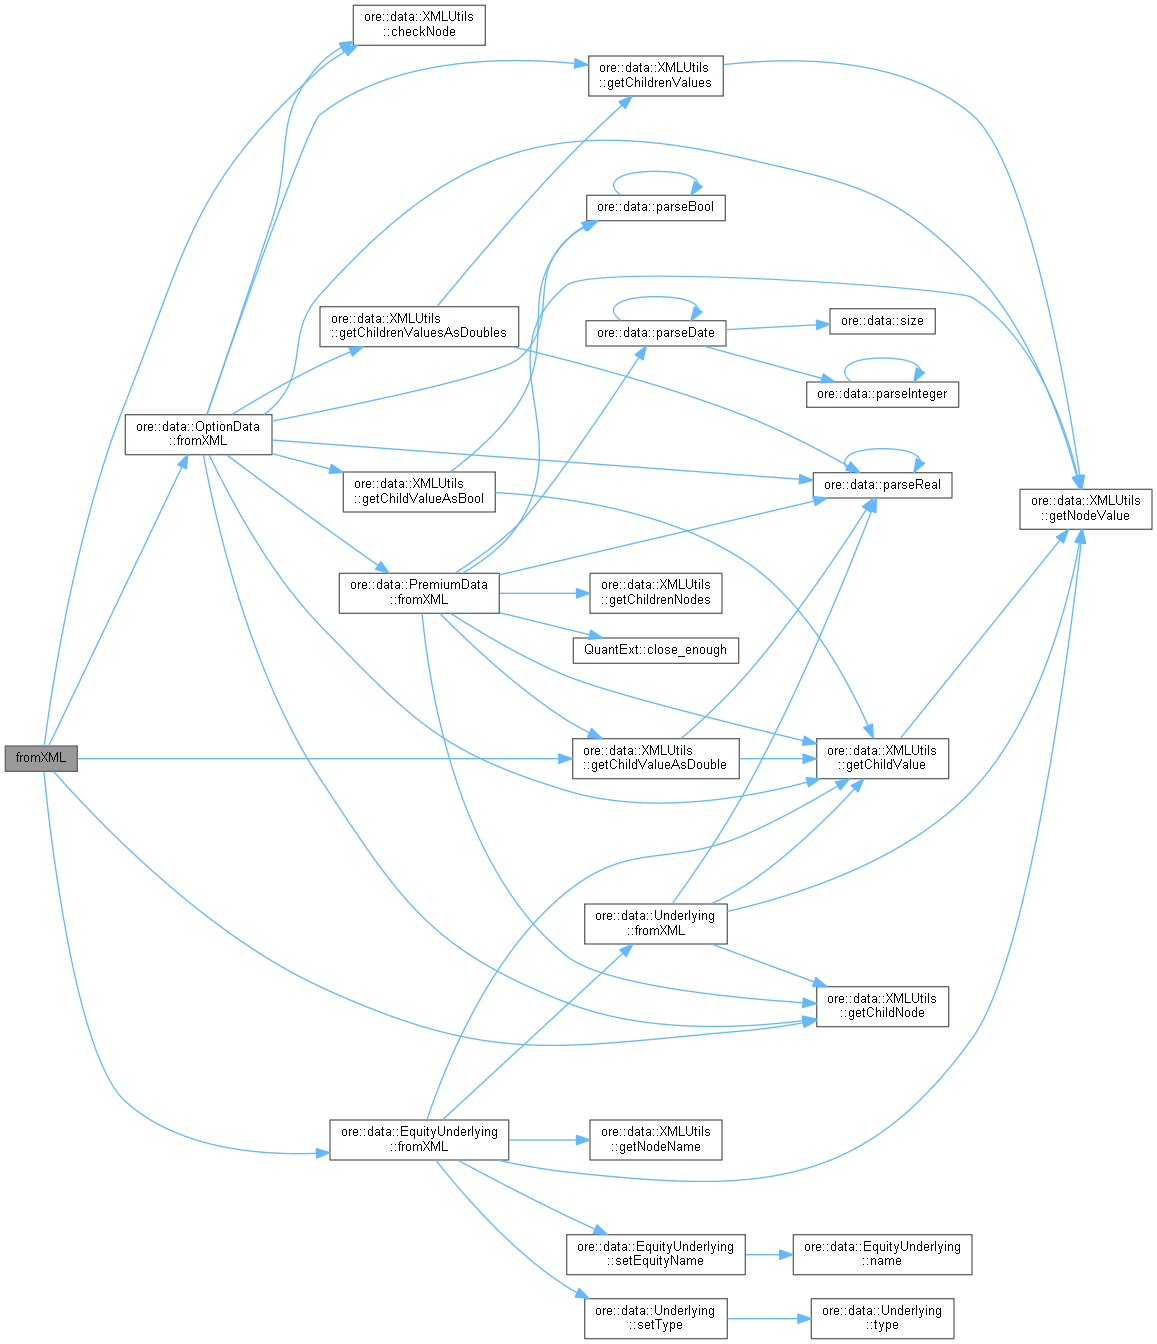 ore::data::XMLUtils
::checkNode
ore::data::XMLUtils
::getChildrenValues
ore::data::parseBool
ore::data::XMLUtils
::getChildrenValuesAsDoubles
ore::data::parseDate
ore::data::size
ore::data::parseInteger
ore::data::OptionData
::fromXML
ore::data::XMLUtils
::getChildValueAsBool
ore::data::parseReal
ore::data::XMLUtils
::getNodeValue
ore::data::PremiumData
::fromXML
ore::data::XMLUtils
::getChildrenNodes
QuantExt::close_enough
fromXML
ore::data::XMLUtils
::getChildValueAsDouble
ore::data::XMLUtils
::getChildValue
ore::data::Underlying
::fromXML
ore::data::XMLUtils
::getChildNode
ore::data::EquityUnderlying
::fromXML
ore::data::XMLUtils
::getNodeName
ore::data::EquityUnderlying
::setEquityName
ore::data::EquityUnderlying
::name
ore::data::Underlying
::setType
ore::data::Underlying
::type